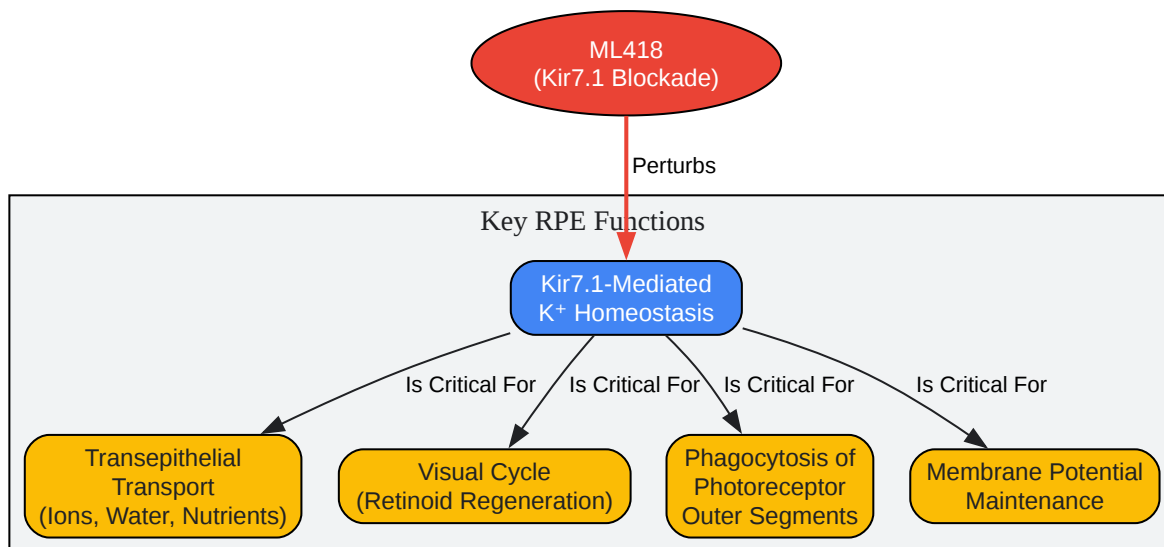 ML418
(Kir7.1 Blockade)
Perturbs
Key RPE Functions
Kir7.1-Mediated
K⁺ Homeostasis
Is Critical For
Is Critical For
Is Critical For
Is Critical For
Transepithelial
Transport
(Ions, Water, Nutrients)
Visual Cycle
(Retinoid Regeneration)
Phagocytosis of
Photoreceptor
Outer Segments
Membrane Potential
Maintenance